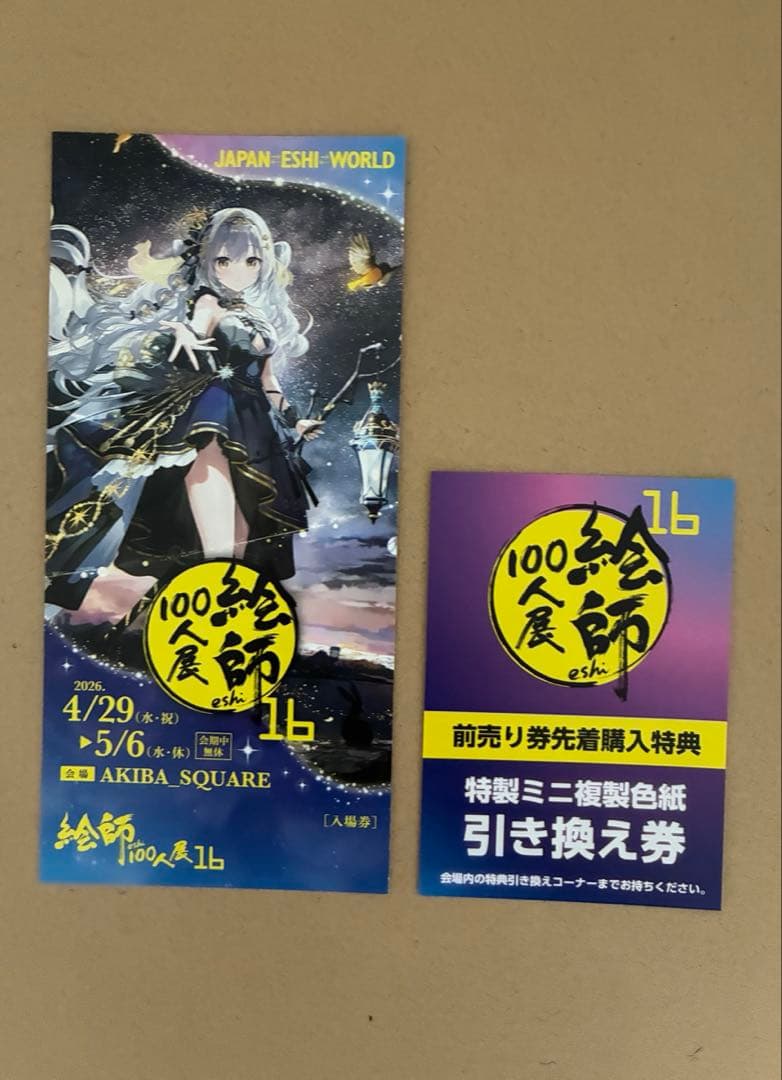 JAPAN ESHI WORLD
絵師
100人展
eshi
16
2026.
4/29(水・祝)
▶5/6(水・休)
会期中
無休
会場 AKIBA_SQUARE
[入場券]
絵師100人展16
eshi
16
絵師
100人展
eshi
前売り券先着購入特典
特製ミニ複製色紙
引き換え券
会場内の特典引き換えコーナーまでお持ちください。